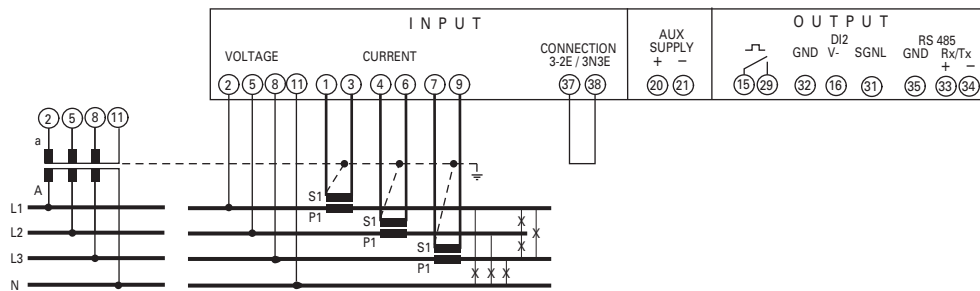 INPUT
OUTPUT
VOLTAGE
CURRENT
CONNECTION
3-2E / 3N3E
AUX
SUPPLY
+ −
DI2
GND V- SGNL
RS 485
GND Rx/Tx
+ −
2 5 8 11 1 3 4 6 7 9 37 38 20 21 15 29 32 16 31 35 33 34
2 5 8 11
a
A
S1
P1
S1
P1
S1
P1
L1
L2
L3
N
X
X
X
X X X